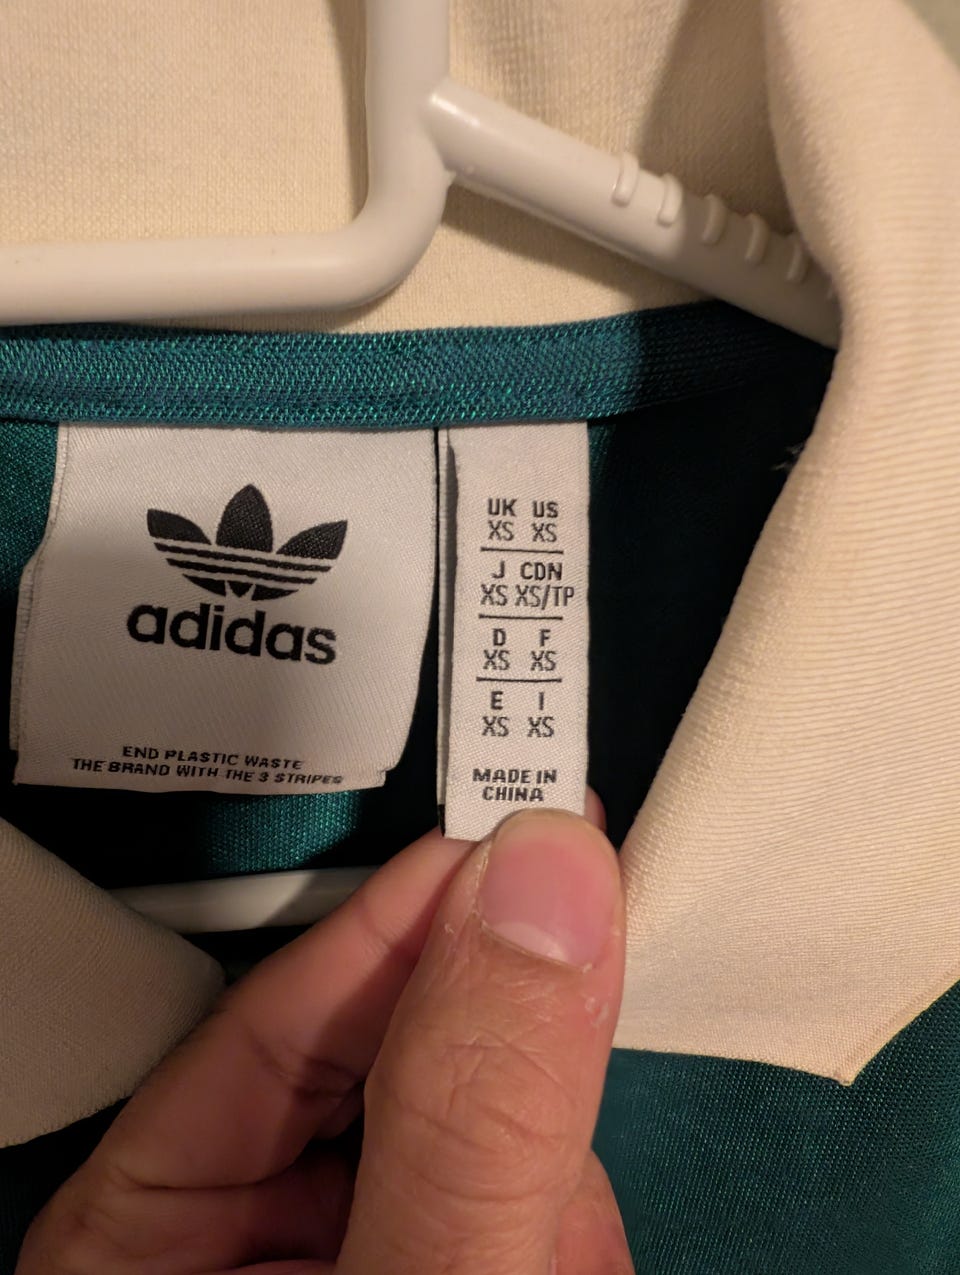 adidas
END PLASTIC WASTE
THE BRAND WITH THE 3 STRIPES
UK US
XS XS
J CDN
XS XS/TP
D F
XS XS
E I
XS XS
MADE IN
CHINA